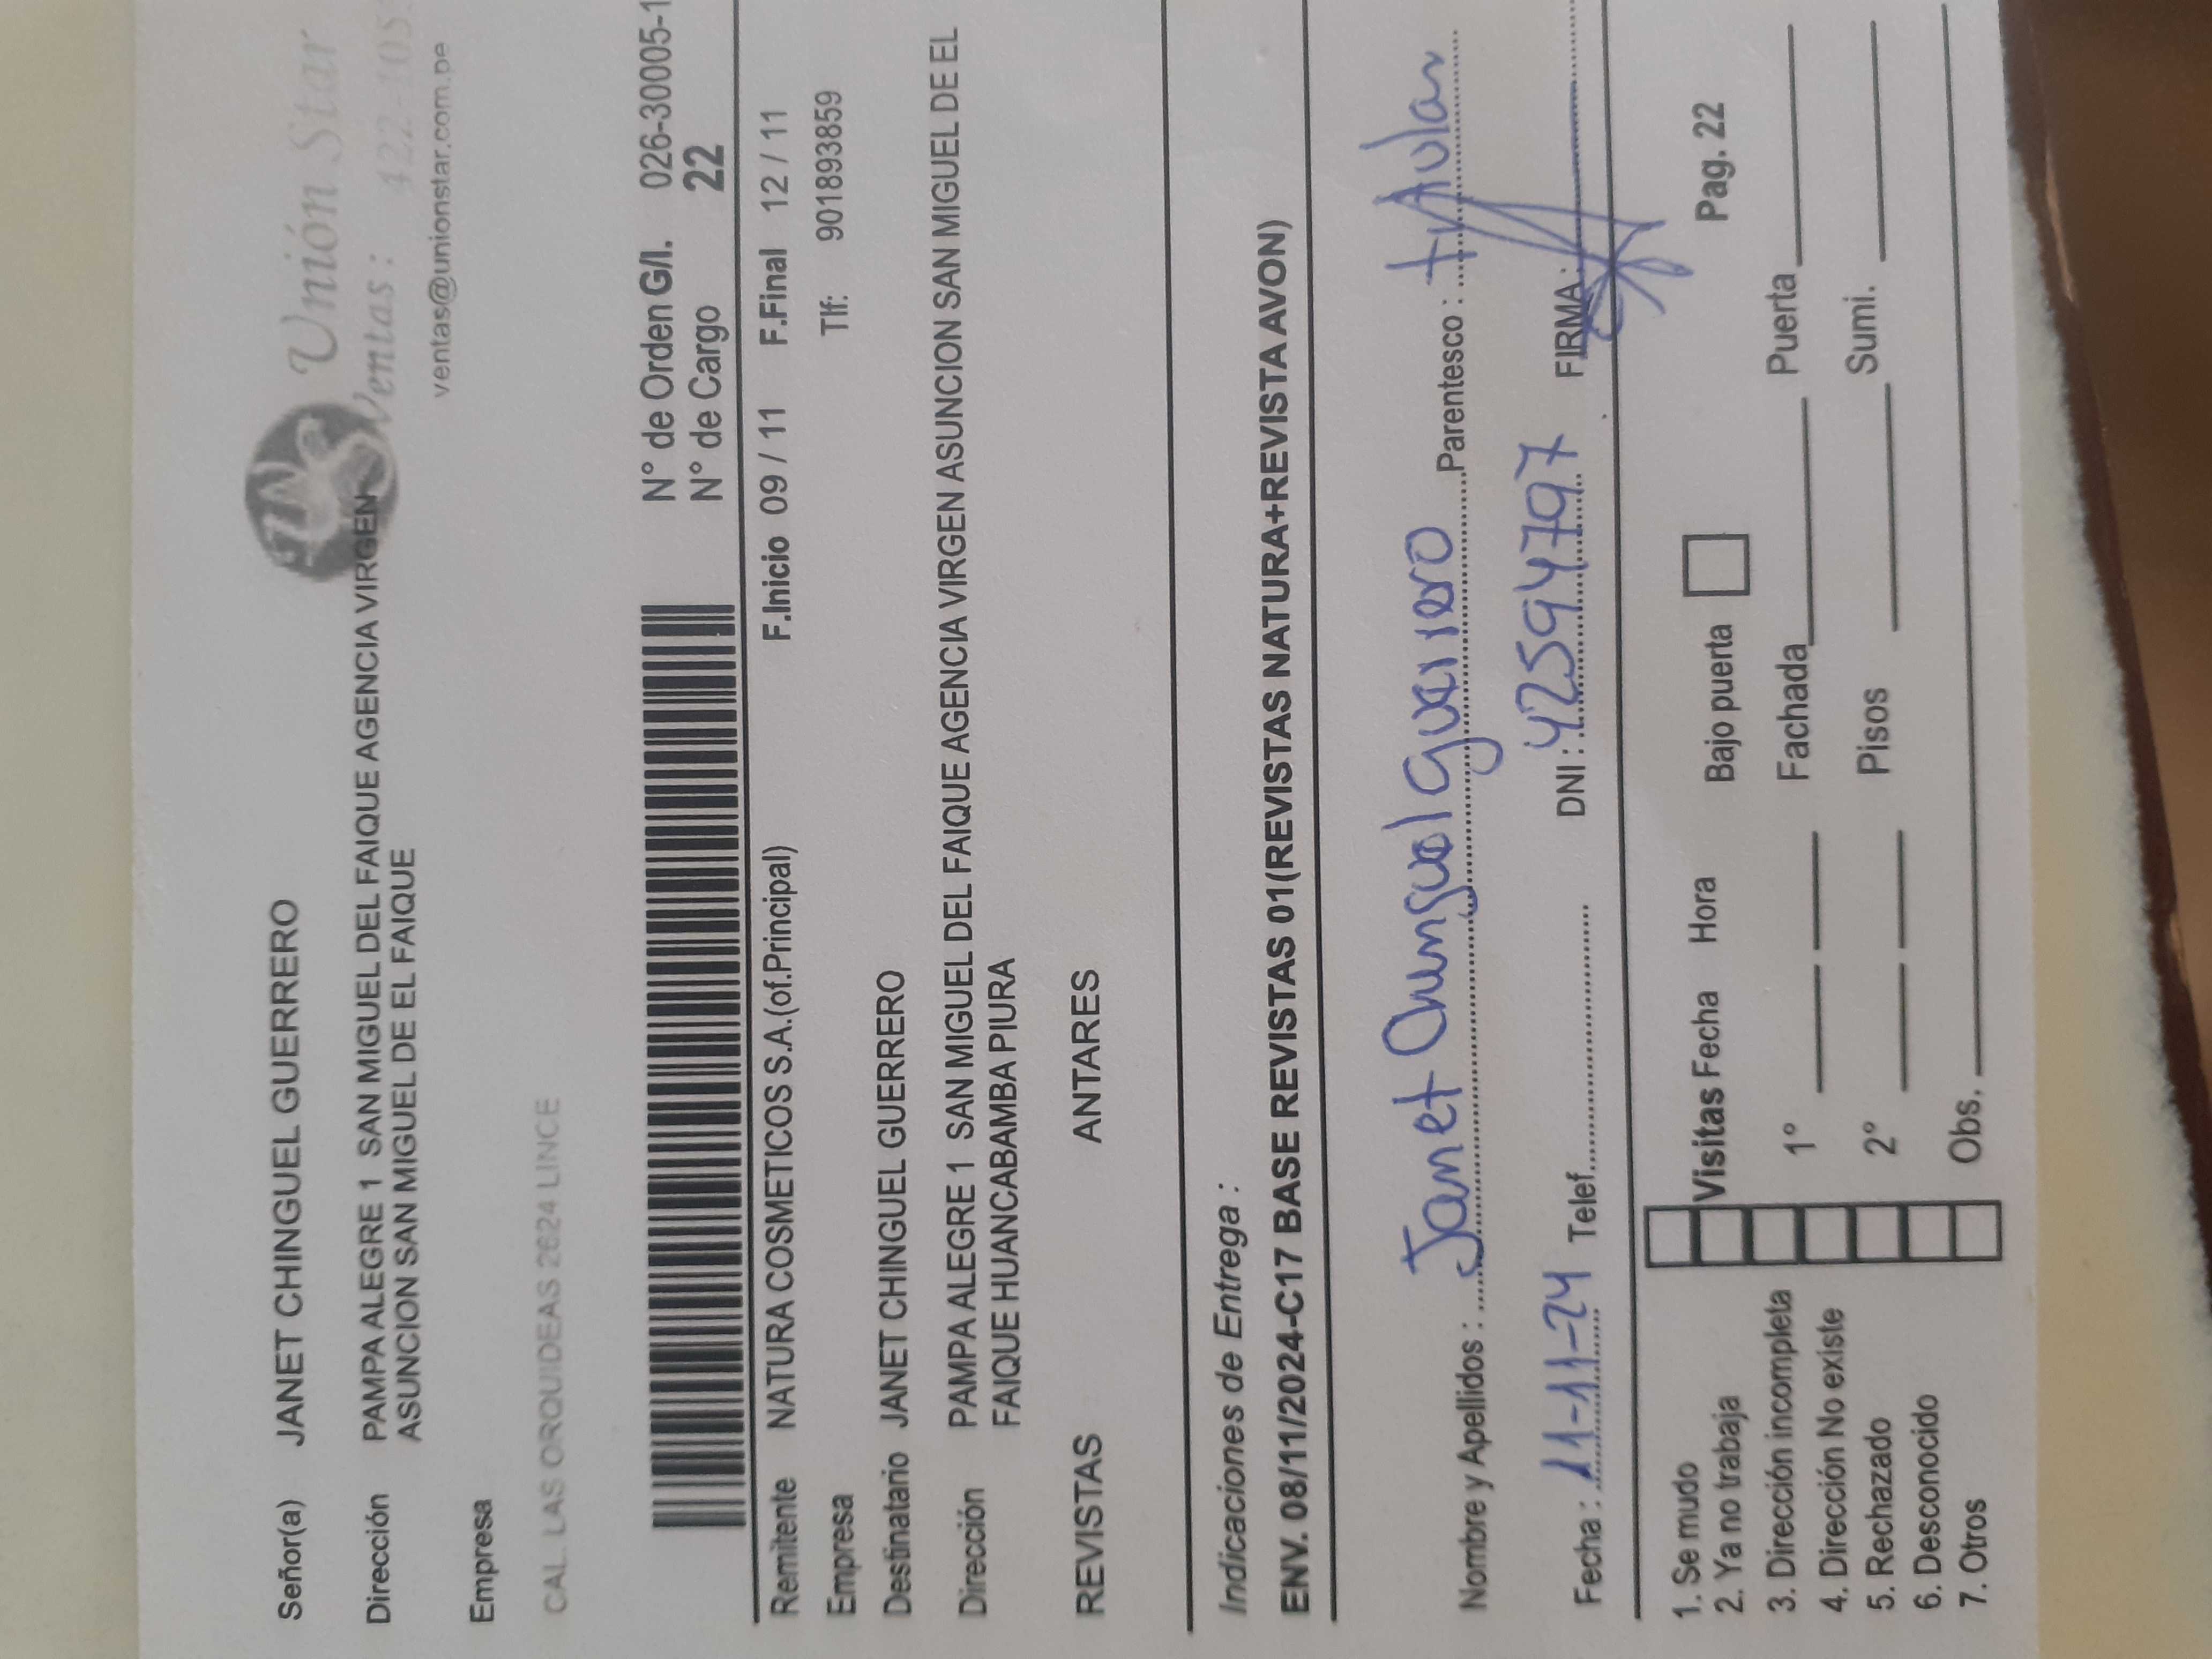 Unión Star
Ventas : 422-105
ventas@unionstar.com.pe
Señor(a) JANET CHINGUEL GUERRERO
Dirección PAMPA ALEGRE 1 SAN MIGUEL DEL FAIQUE AGENCIA VIRGEN
ASUNCION SAN MIGUEL DE EL FAIQUE
Empresa
CAL. LAS ORQUIDEAS 2624 LINCE
N° de Orden G/I. 026-30005-1
N° de Cargo 22
Remitente NATURA COSMETICOS S.A.(of.Principal) F.Inicio 09 / 11 F.Final 12 / 11
Empresa Tlf: 901893859
Destinatario JANET CHINGUEL GUERRERO
Dirección PAMPA ALEGRE 1 SAN MIGUEL DEL FAIQUE AGENCIA VIRGEN ASUNCION SAN MIGUEL DE EL
FAIQUE HUANCABAMBA PIURA
REVISTAS ANTARES
Indicaciones de Entrega :
ENV. 08/11/2024-C17 BASE REVISTAS 01(REVISTAS NATURA+REVISTA AVON)
Nombre y Apellidos : Janet Chinguel Guerrero Parentesco : titular
Fecha : 11-11-24 Telef. DNI : 42594797 FIRMA:
1. Se mudo
2. Ya no trabaja
3. Dirección incompleta
4. Dirección No existe
5. Rechazado
6. Desconocido
7. Otros
Visitas Fecha Hora Bajo puerta Pag. 22
1° Fachada Puerta
2° Pisos Sumi.
Obs.